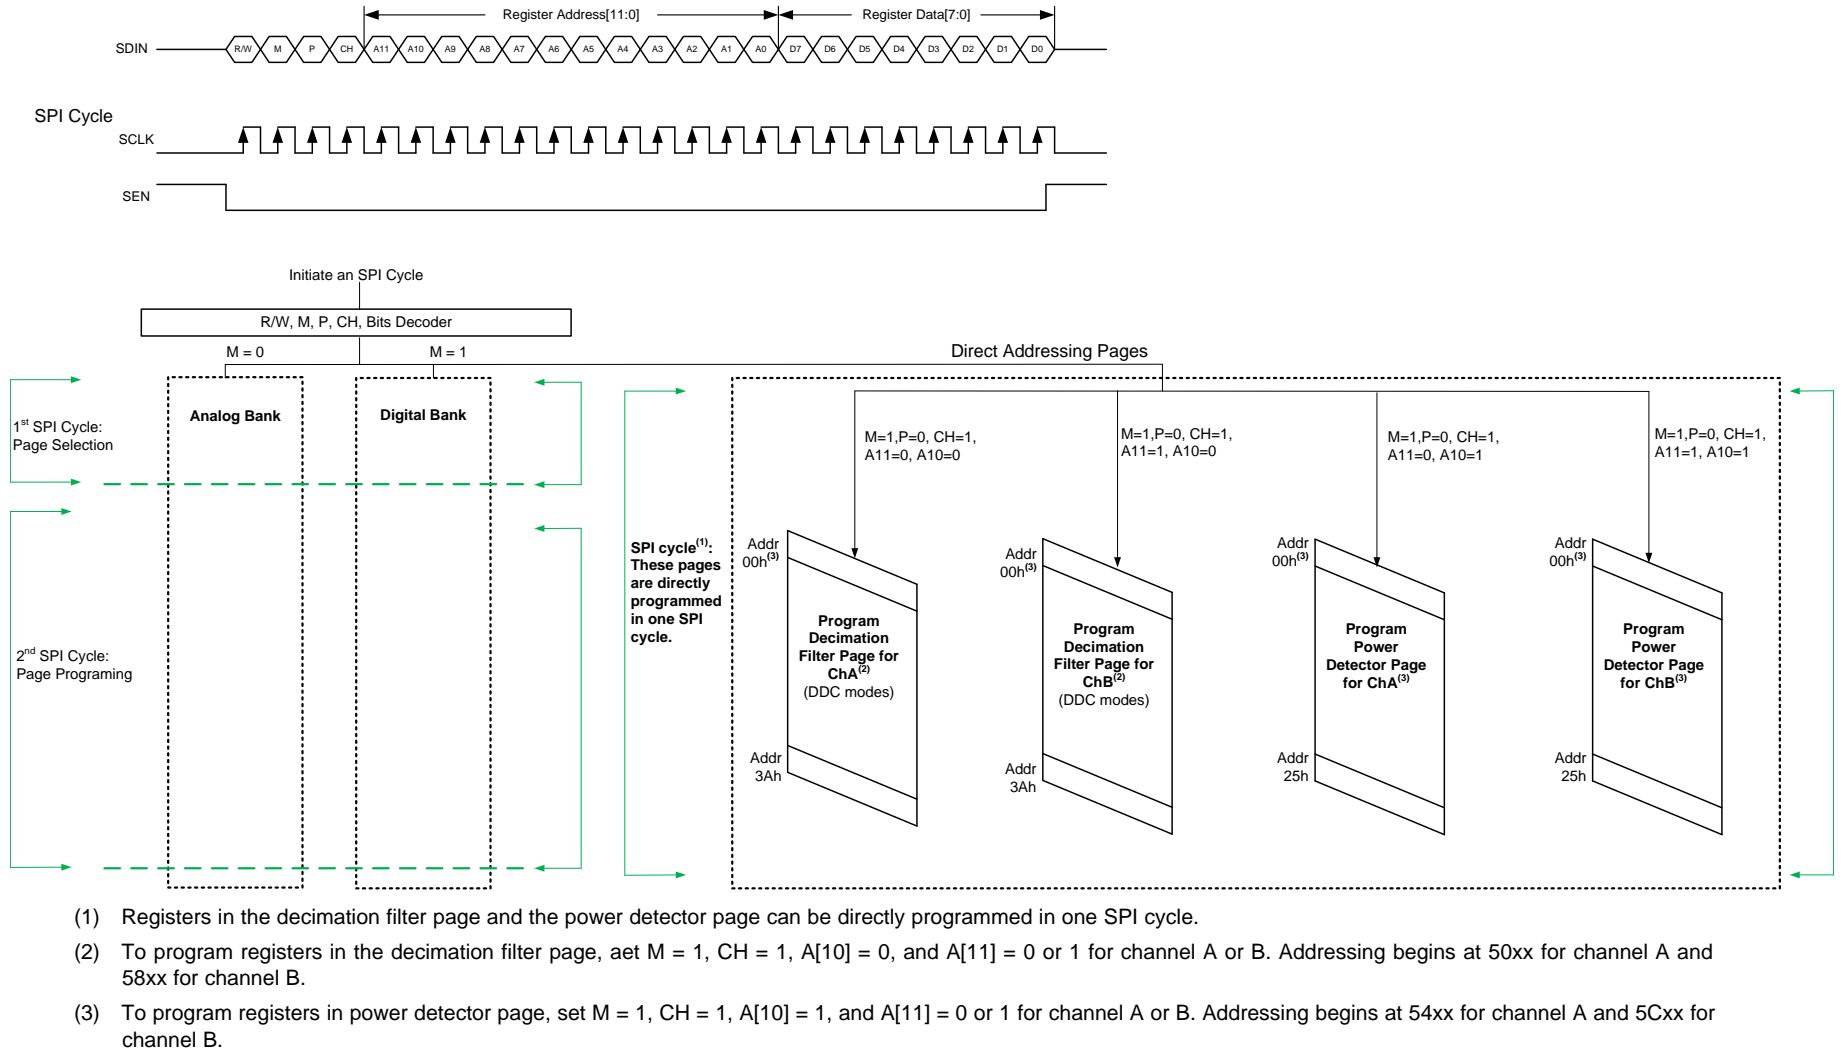 Register Address[11:0]
Register Data[7:0]
SDIN
R/W M P CH A11 A10 A9 A8 A7 A6 A5 A4 A3 A2 A1 A0 D7 D6 D5 D4 D3 D2 D1 D0
SPI Cycle
SCLK
SEN
Initiate an SPI Cycle
R/W, M, P, CH, Bits Decoder
M = 0
M = 1
Direct Addressing Pages
Analog Bank
Digital Bank
1st SPI Cycle:
Page Selection
2nd SPI Cycle:
Page Programing
SPI cycle(1):
These pages
are directly
programmed
in one SPI
cycle.
M=1,P=0, CH=1,
A11=0, A10=0
M=1,P=0, CH=1,
A11=1, A10=0
M=1,P=0, CH=1,
A11=0, A10=1
M=1,P=0, CH=1,
A11=1, A10=1
Addr
00h(3)
Program
Decimation
Filter Page for
ChA(2)
(DDC modes)
Addr
3Ah
Addr
00h(3)
Program
Decimation
Filter Page for
ChB(2)
(DDC modes)
Addr
3Ah
Addr
00h(3)
Program
Power
Detector Page
for ChA(3)
Addr
25h
Addr
00h(3)
Program
Power
Detector Page
for ChB(3)
Addr
25h
(1) Registers in the decimation filter page and the power detector page can be directly programmed in one SPI cycle.
(2) To program registers in the decimation filter page, aet M = 1, CH = 1, A[10] = 0, and A[11] = 0 or 1 for channel A or B. Addressing begins at 50xx for channel A and
58xx for channel B.
(3) To program registers in power detector page, set M = 1, CH = 1, A[10] = 1, and A[11] = 0 or 1 for channel A or B. Addressing begins at 54xx for channel A and 5Cxx for
channel B.